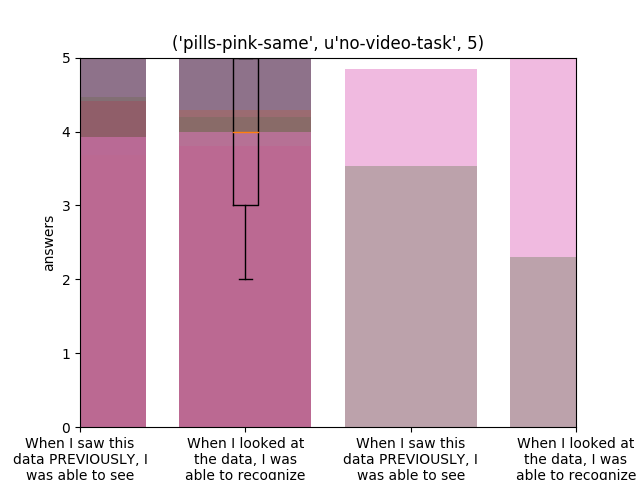 ('pills-pink-same', u'no-video-task', 5)
5
4
3
2
1
0
answers
When I saw this
data PREVIOUSLY, I
was able to see
When I looked at
the data, I was
able to recognize
When I saw this
data PREVIOUSLY, I
was able to see
When I looked at
the data, I was
able to recognize